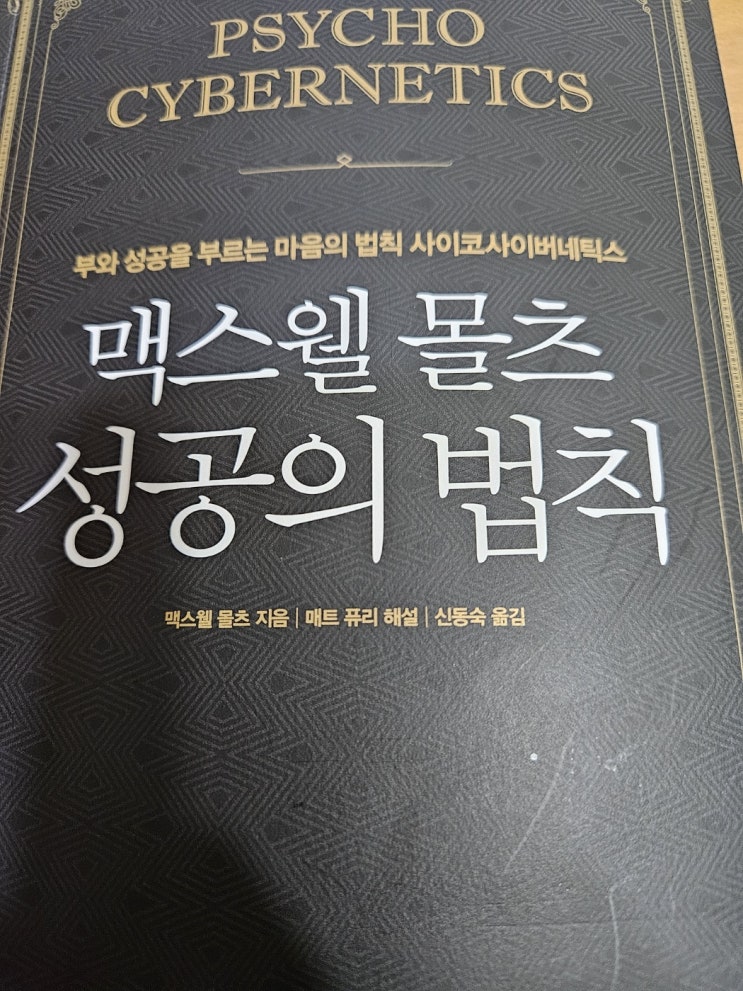 PSYCHO
CYBERNETICS
부와 성공을 부르는 마음의 법칙 사이코사이버네틱스
맥스웰 몰츠
성공의 법칙
맥스웰 몰츠 지음 | 매트 퓨리 해설 | 신동숙 옮김